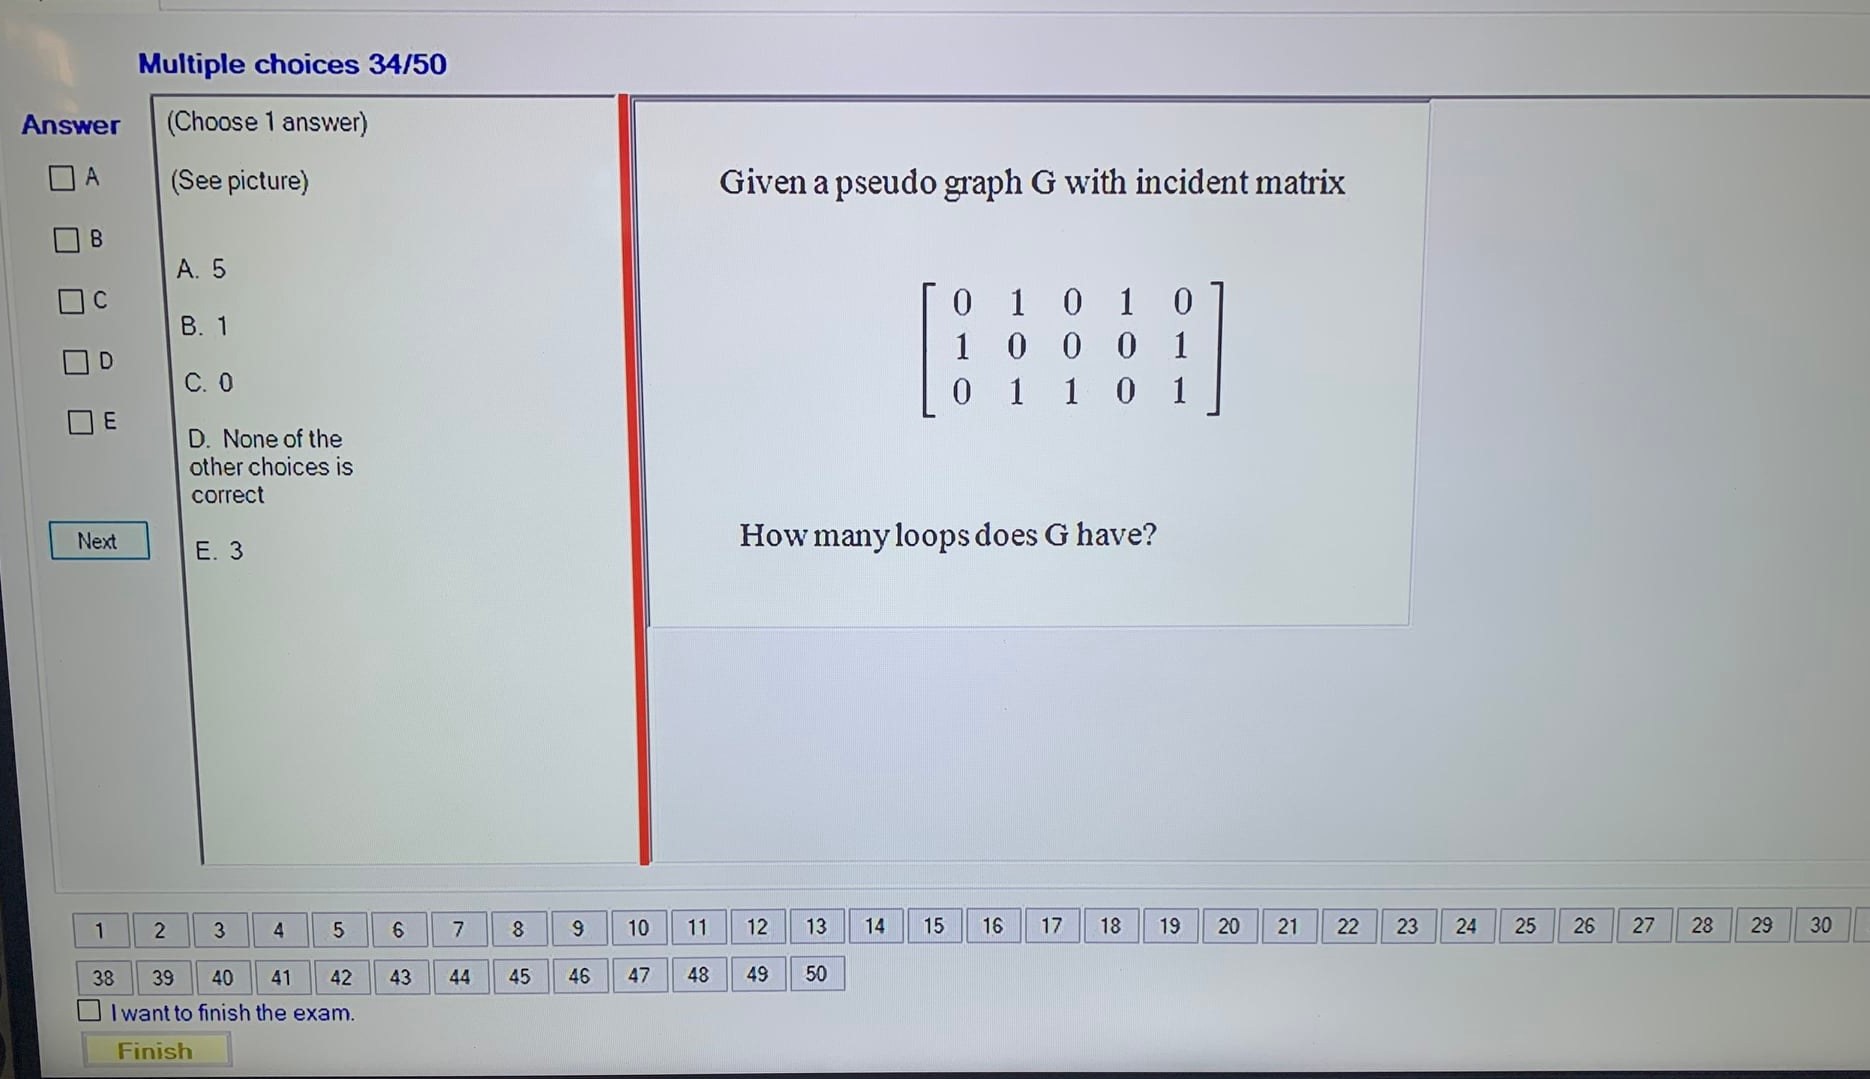 Multiple choices 34/50
Answer
A
B
C
D
E
Next
(Choose 1 answer)
(See picture)
A. 5
B. 1
C. 0
D. None of the
other choices is
correct
E. 3
Given a pseudo graph G with incident matrix
0 1 0 1 0
1 0 0 0 1
0 1 1 0 1
How many loops does G have?
1 2 3 4 5 6 7 8 9 10 11 12 13 14 15 16 17 18 19 20 21 22 23 24 25 26 27 28 29 30
38 39 40 41 42 43 44 45 46 47 48 49 50
I want to finish the exam.
Finish